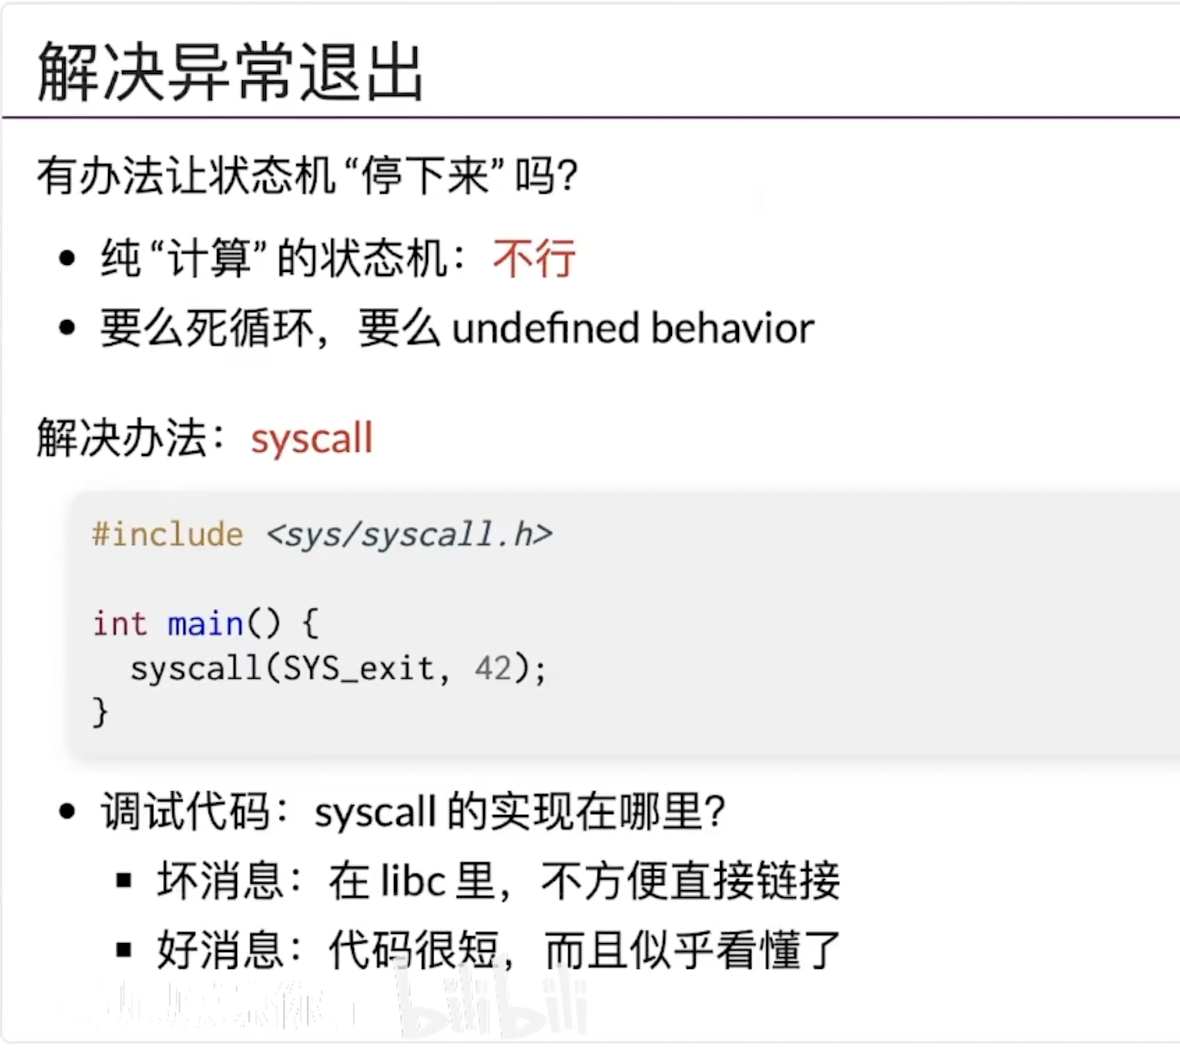 解决异常退出
有办法让状态机“停下来” 吗?
纯 “计算” 的状态机：不行
要么死循环，要么 undefined behavior
解决办法：syscall
#include <sys/syscall.h>
int main() {
syscall(SYS_exit, 42);
}
调试代码：syscall 的实现在哪里?
坏消息：在 libc 里，不方便直接链接
好消息：代码很短，而且似乎看懂了
bilibili